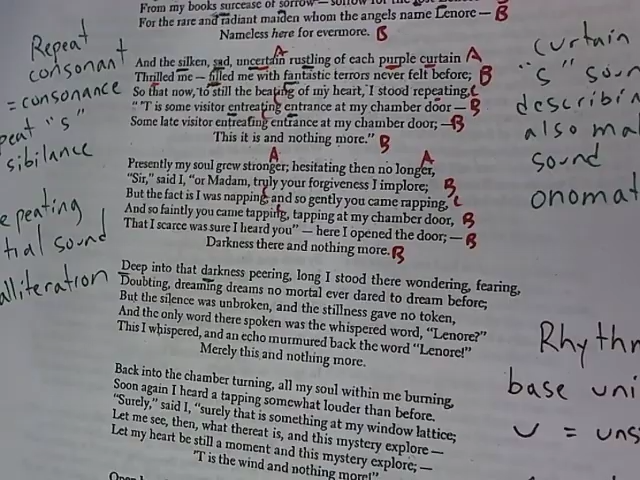 From my books surcease of sorrow — sorrow for the lost Lenore —
For the rare and radiant maiden whom the angels name Lenore — B
Nameless here for evermore. B
And the silken, sad, uncertain rustling of each purple curtain A
A
Thrilled me — filled me with fantastic terrors never felt before; B
So that now, to still the beating of my heart, I stood repeating, C
C
"'T is some visitor entreating entrance at my chamber door — B
Some late visitor entreating entrance at my chamber door; — B
This it is and nothing more." B
A A
Presently my soul grew stronger; hesitating then no longer,
"Sir," said I, "or Madam, truly your forgiveness I implore; B
But the fact is I was napping, and so gently you came rapping, C
C
And so faintly you came tapping, tapping at my chamber door, B
That I scarce was sure I heard you" — here I opened the door; — B
Darkness there and nothing more. B
Deep into that darkness peering, long I stood there wondering, fearing,
Doubting, dreaming dreams no mortal ever dared to dream before;
But the silence was unbroken, and the stillness gave no token,
And the only word there spoken was the whispered word, "Lenore?"
This I whispered, and an echo murmured back the word "Lenore!"
Merely this and nothing more.
Back into the chamber turning, all my soul within me burning,
Soon again I heard a tapping somewhat louder than before.
"Surely," said I, "surely that is something at my window lattice;
Let me see, then, what thereat is, and this mystery explore —
Let my heart be still a moment and this mystery explore; —
'T is the wind and nothing more!"
Repeat
consonant
= consonance
peat "s"
sibilance
epeating
tial sound
alliteration
curtain
"s" soun
describin
also ma
sound
onomat
Rhythm
base uni
u = uns